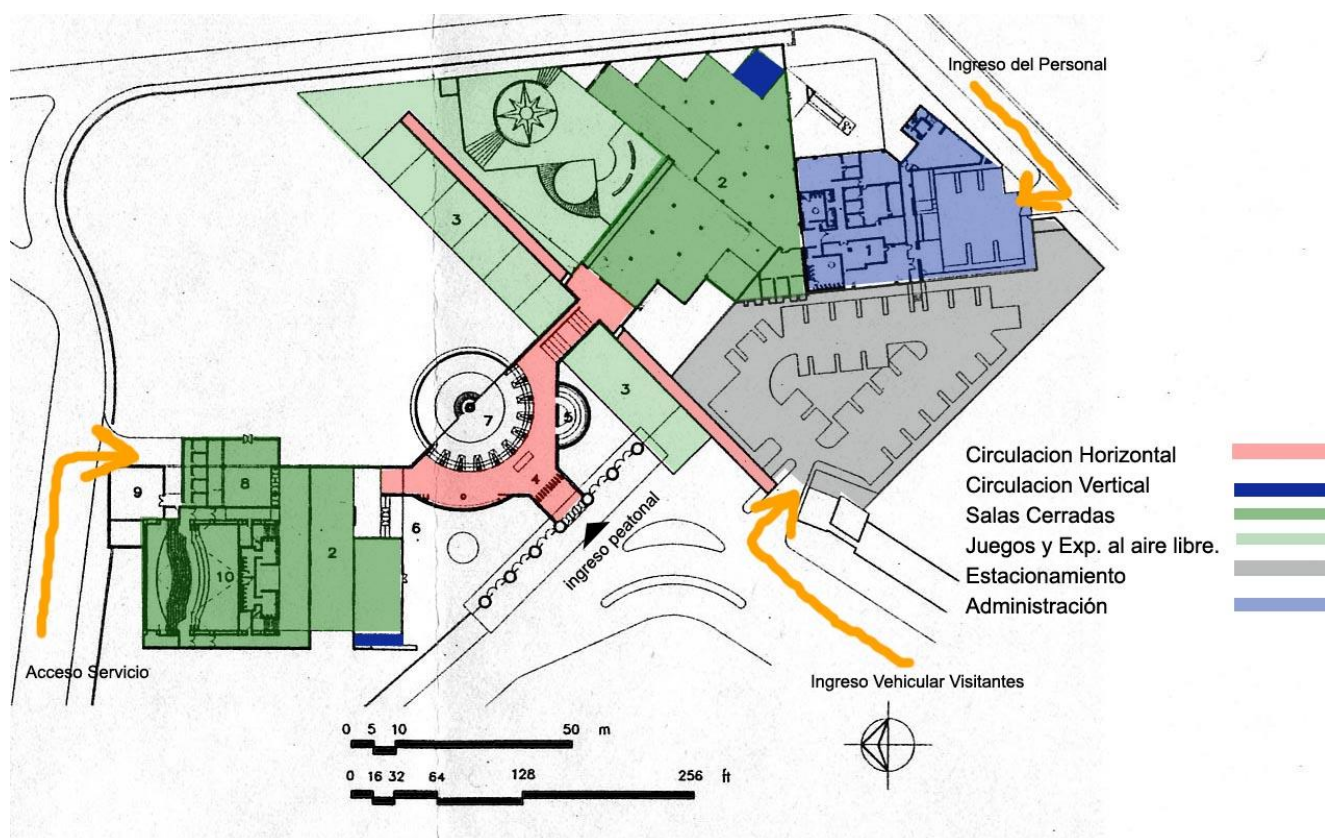 Ingreso del Personal
2
3
1
3
7
5
4
8
9
6
2
10
ingreso peatonal
Circulacion Horizontal
Circulacion Vertical
Salas Cerradas
Juegos y Exp. al aire libre.
Estacionamiento
Administración
Acceso Servicio
Ingreso Vehicular Visitantes
0 5 10 50 m
0 16 32 64 128 256 ft